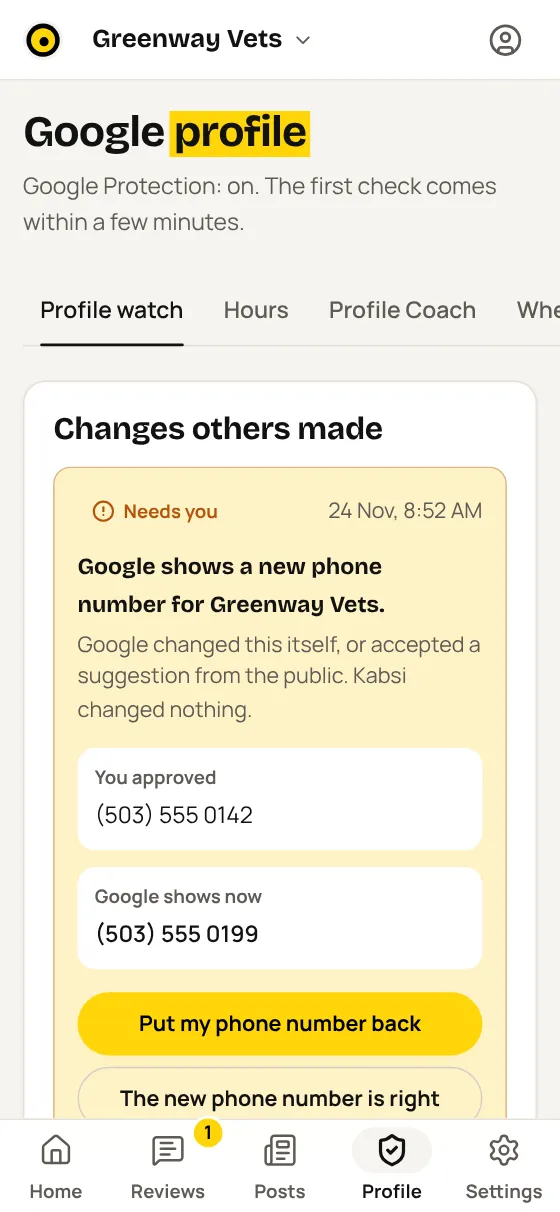 Greenway Vets
Google profile
Google Protection: on. The first check comes
within a few minutes.
Profile watch
Hours
Profile Coach
Whe
Changes others made
Needs you
24 Nov, 8:52 AM
Google shows a new phone
number for Greenway Vets.
Google changed this itself, or accepted a
suggestion from the public. Kabsi
changed nothing.
You approved
(503) 555 0142
Google shows now
(503) 555 0199
Put my phone number back
The new phone number is right
1
Home
Reviews
Posts
Profile
Settings